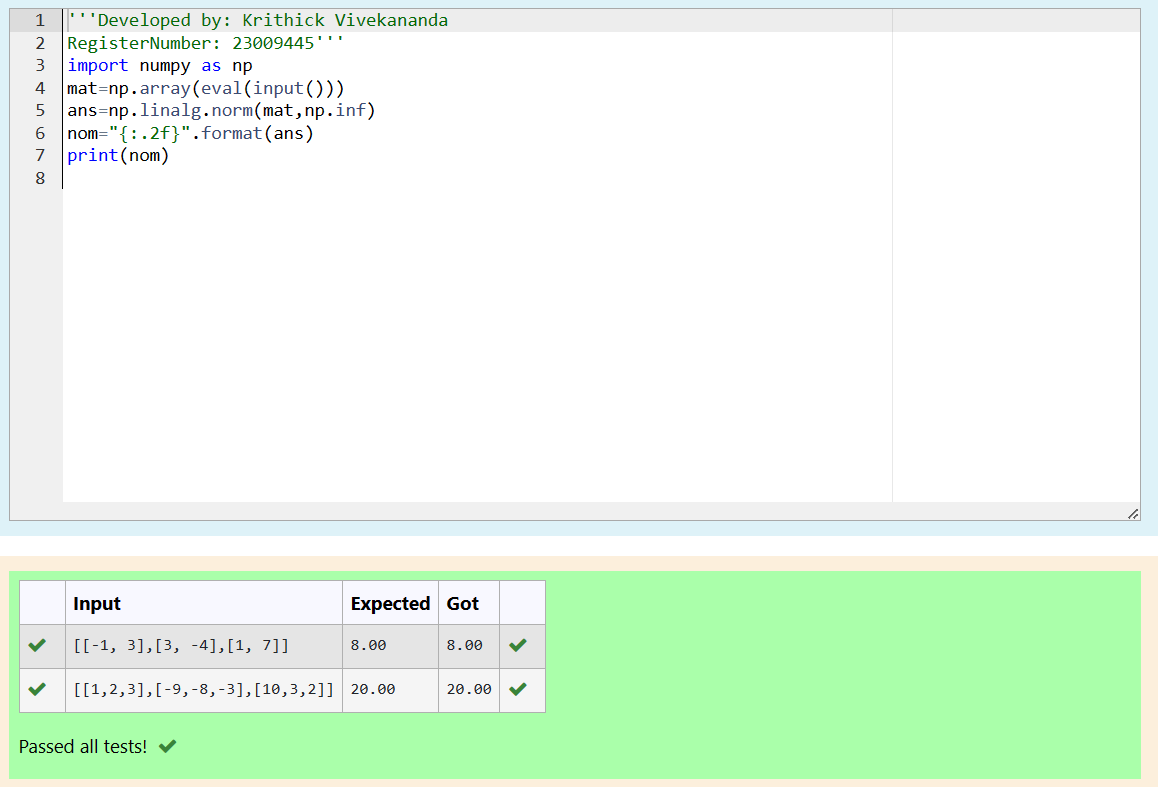 1 '''Developed by: Krithick Vivekananda
2 RegisterNumber: 23009445'''
3 import numpy as np
4 mat=np.array(eval(input()))
5 ans=np.linalg.norm(mat,np.inf)
6 nom="{:.2f}".format(ans)
7 print(nom)
8
Input Expected Got
[[-1, 3],[3, -4],[1, 7]] 8.00 8.00
[[1,2,3],[-9,-8,-3],[10,3,2]] 20.00 20.00
Passed all tests!